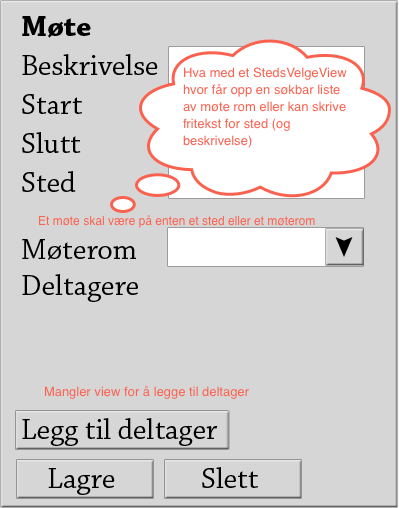 Møte
Beskrivelse
Hva med et StedsVelgeView
hvor får opp en søkbar liste
av møte rom eller kan skrive
fritekst for sted (og
beskrivelse)
Start
Slutt
Sted
Et møte skal være på enten et sted eller et møterom
Møterom
Deltagere
Mangler view for å legge til deltager
Legg til deltager
Lagre
Slett